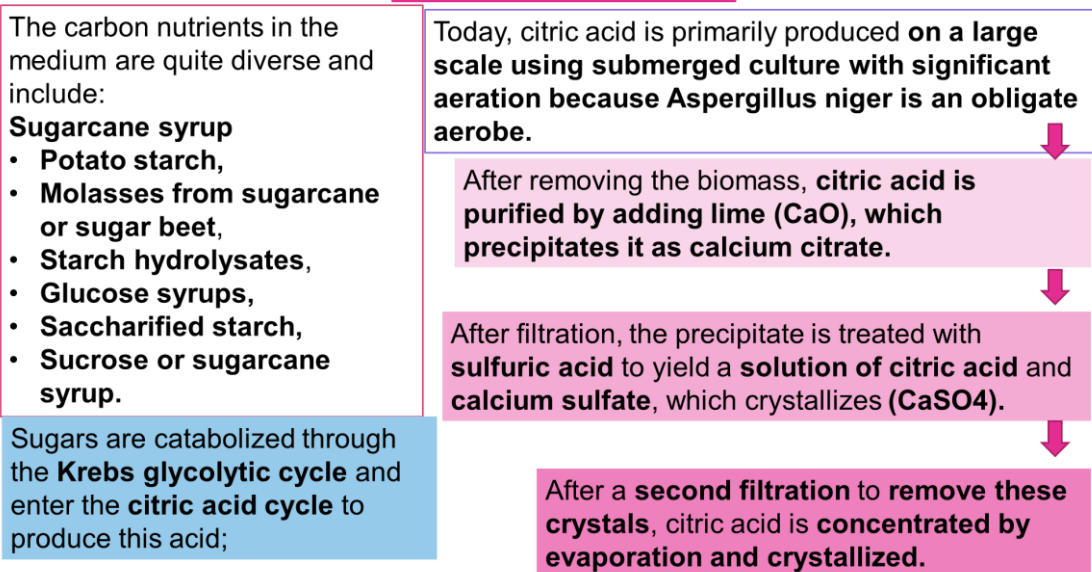 The carbon nutrients in the
medium are quite diverse and
include:
Sugarcane syrup
• Potato starch,
• Molasses from sugarcane
or sugar beet,
• Starch hydrolysates,
• Glucose syrups,
• Saccharified starch,
• Sucrose or sugarcane
syrup.
Sugars are catabolized through
the Krebs glycolytic cycle and
enter the citric acid cycle to
produce this acid;
Today, citric acid is primarily produced on a large
scale using submerged culture with significant
aeration because Aspergillus niger is an obligate
aerobe.
After removing the biomass, citric acid is
purified by adding lime (CaO), which
precipitates it as calcium citrate.
After filtration, the precipitate is treated with
sulfuric acid to yield a solution of citric acid and
calcium sulfate, which crystallizes (CaSO4).
After a second filtration to remove these
crystals, citric acid is concentrated by
evaporation and crystallized.